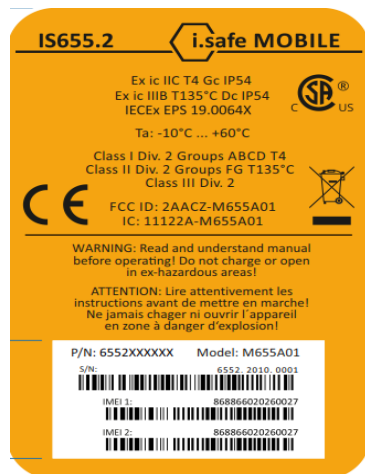 IS655.2
i.safe MOBILE
Ex ic IIC T4 Gc IP54
Ex ic IIIB T135°C Dc IP54
IECEx EPS 19.0064X
CSA ®
C US
Ta: -10°C ... +60°C
Class I Div. 2 Groups ABCD T4
Class II Div. 2 Groups FG T135°C
Class III Div. 2
CE
FCC ID: 2AACZ-M655A01
IC: 11122A-M655A01
WARNING: Read and understand manual
before operating! Do not charge or open
in ex-hazardous areas!
ATTENTION: Lire attentivement les
instructions avant de mettre en marche!
Ne jamais chager ni ouvrir l´appareil
en zône à danger d’explosion!
P/N: 6552XXXXXX Model: M655A01
S/N: 6552. 2010. 0001
IMEI 1: 868866020260027
IMEI 2: 868866020260027